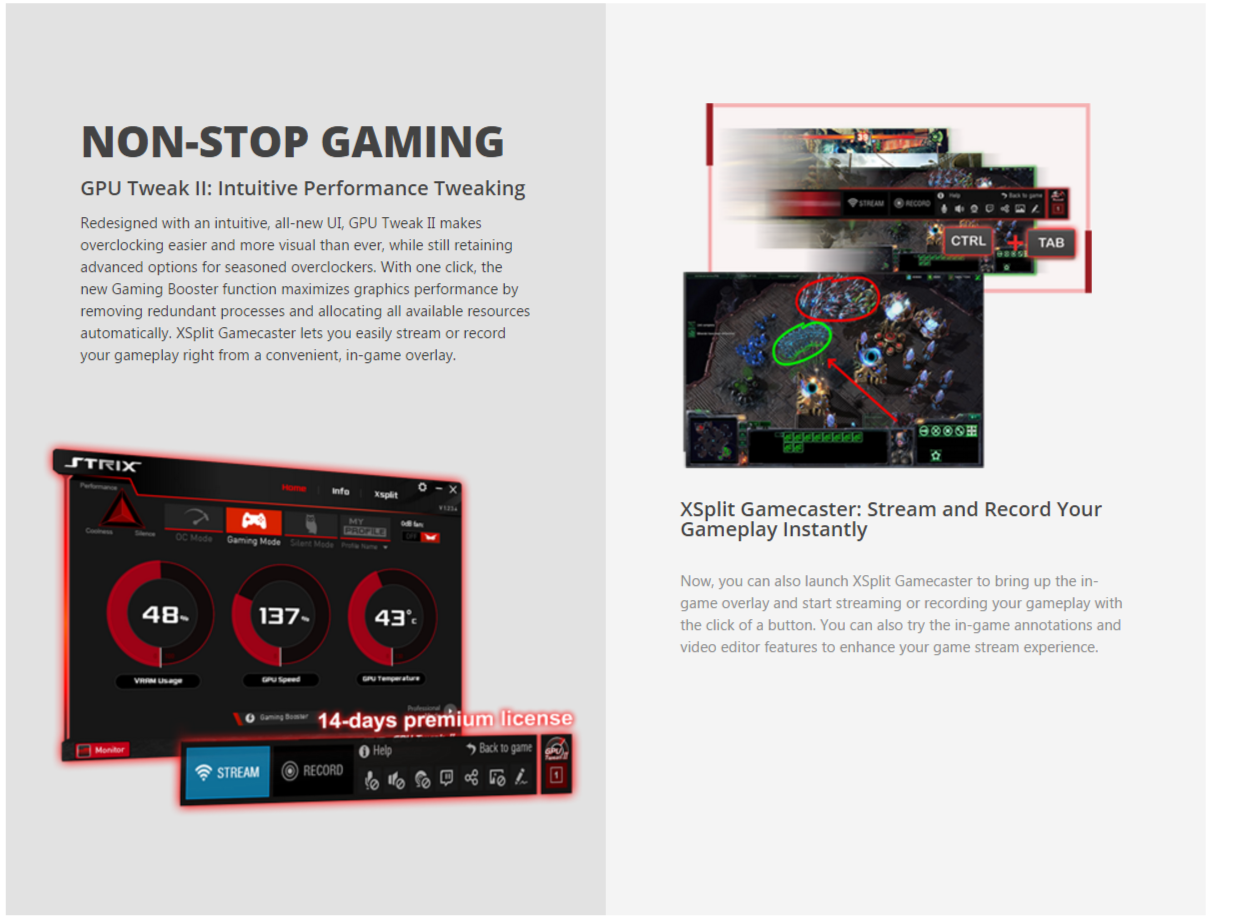 NON-STOP GAMING
GPU Tweak II: Intuitive Performance Tweaking
Redesigned with an intuitive, all-new UI, GPU Tweak II makes
overclocking easier and more visual than ever, while still retaining
advanced options for seasoned overclockers. With one click, the
new Gaming Booster function maximizes graphics performance by
removing redundant processes and allocating all available resources
automatically. XSplit Gamecaster lets you easily stream or record
your gameplay right from a convenient, in-game overlay.
STRIX
Home Info Xsplit
V1234
Performance
Coolness Silence
OC Mode Gaming Mode Silent Mode
MY PROFILE
Profile Name
0dB fan:
OFF
48%
137%
43°C
VRAM Usage GPU Speed GPU Temperature
Gaming Booster
Professional
14-days premium license
Monitor
STREAM RECORD
Help Back to game
GPU Tweak II
1
STREAM RECORD
Help Back to game
1
CTRL + TAB
XSplit Gamecaster: Stream and Record Your
Gameplay Instantly
Now, you can also launch XSplit Gamecaster to bring up the in-
game overlay and start streaming or recording your gameplay with
the click of a button. You can also try the in-game annotations and
video editor features to enhance your game stream experience.